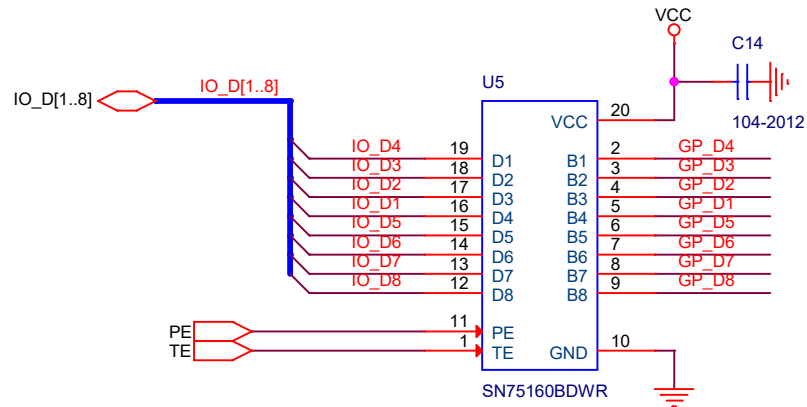 VCC
C14
IO_D[1..8]
IO_D[1..8]
U5
20
VCC
104-2012
IO_D4 19 D1 B1 2 GP_D4
IO_D3 18 D2 B2 3 GP_D3
IO_D2 17 D3 B3 4 GP_D2
IO_D1 16 D4 B4 5 GP_D1
IO_D5 15 D5 B5 6 GP_D5
IO_D6 14 D6 B6 7 GP_D6
IO_D7 13 D7 B7 8 GP_D7
IO_D8 12 D8 B8 9 GP_D8
PE 11 PE
TE 1 TE GND 10
SN75160BDWR